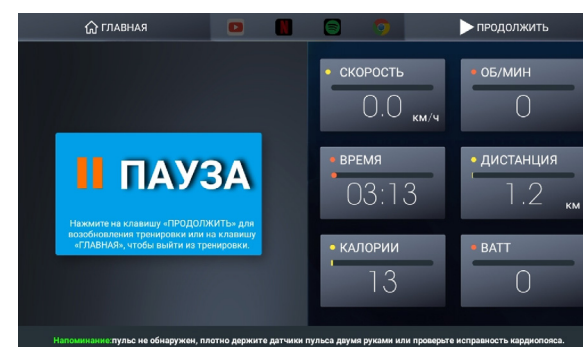 ГЛАВНАЯ
ПРОДОЛЖИТЬ
СКОРОСТЬ
0.0 км/ч
ОБ/МИН
0
ПАУЗА
Нажмите на клавишу «ПРОДОЛЖИТЬ» для
возобновления тренировки или на клавишу
«ГЛАВНАЯ», чтобы выйти из тренировки.
ВРЕМЯ
03:13
ДИСТАНЦИЯ
1.2 км
КАЛОРИИ
13
ВАТТ
0
Напоминание:пульс не обнаружен, плотно держите датчики пульса двумя руками или проверьте исправность кардиопояса.